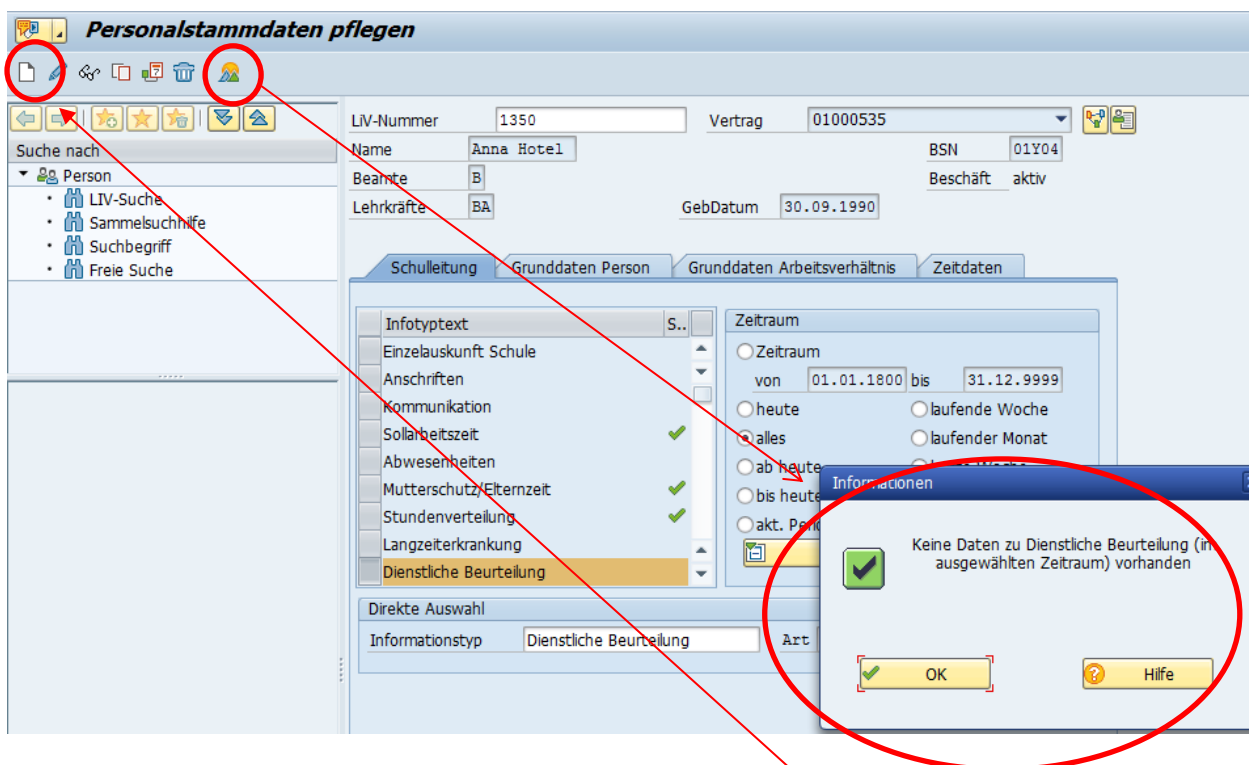 Personalstammdaten pflegen
Suche nach
Person
LIV-Suche
Sammelsuchhilfe
Suchbegriff
Freie Suche
LiV-Nummer 1350 Vertrag 01000535
Name Anna Hotel BSN 01Y04
Beamte B Beschäft aktiv
Lehrkräfte BA GebDatum 30.09.1990
Schulleitung Grunddaten Person Grunddaten Arbeitsverhältnis Zeitdaten
Infotyptext S..
Einzelauskunft Schule
Anschriften
Kommunikation
Sollarbeitszeit
Abwesenheiten
Mutterschutz/Elternzeit
Stundenverteilung
Langzeiterkrankung
Dienstliche Beurteilung
Zeitraum
Zeitraum
von 01.01.1800 bis 31.12.9999
heute laufende Woche
alles laufender Monat
ab heute
bis heute
akt.
Direkte Auswahl
Informationstyp Dienstliche Beurteilung Art
Informationen
Keine Daten zu Dienstliche Beurteilung (in
ausgewählten Zeitraum) vorhanden
OK Hilfe